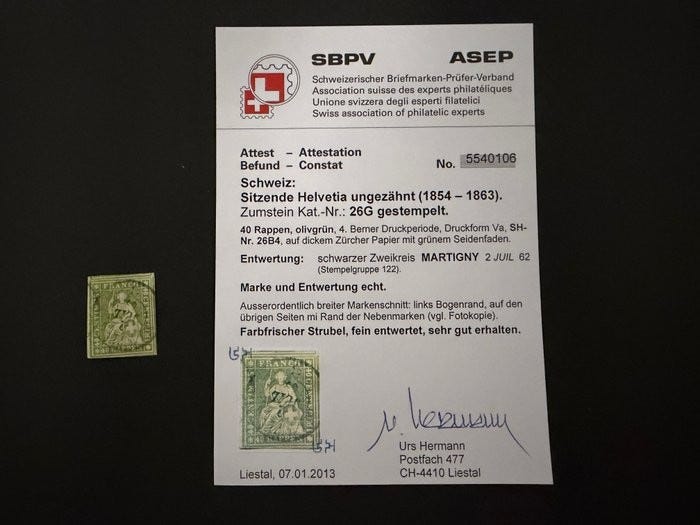 SBPV ASEP
Schweizerischer Briefmarken-Prüfer-Verband
Association suisse des experts philatéliques
Unione svizzera degli esperti filatelici
Swiss association of philatelic experts
Attest – Attestation
Befund – Constat No. 5540106
Schweiz:
Sitzende Helvetia ungezähnt (1854 – 1863).
Zumstein Kat.-Nr.: 26G gestempelt.
40 Rappen, olivgrün, 4. Berner Druckperiode, Druckform Va, SH-
Nr. 26B4, auf dickem Zürcher Papier mit grünem Seidenfaden.
Entwertung: schwarzer Zweikreis MARTIGNY 2 JUIL 62
(Stempelgruppe 122).
Marke und Entwertung echt.
Ausserordentlich breiter Markenschnitt: links Bogenrand, auf den
übrigen Seiten mi Rand der Nebenmarken (vgl. Fotokopie).
Farbfrischer Strubel, fein entwertet, sehr gut erhalten.
FRANCO
FRANCO
Urs Hermann
Postfach 477
Liestal, 07.01.2013 CH-4410 Liestal